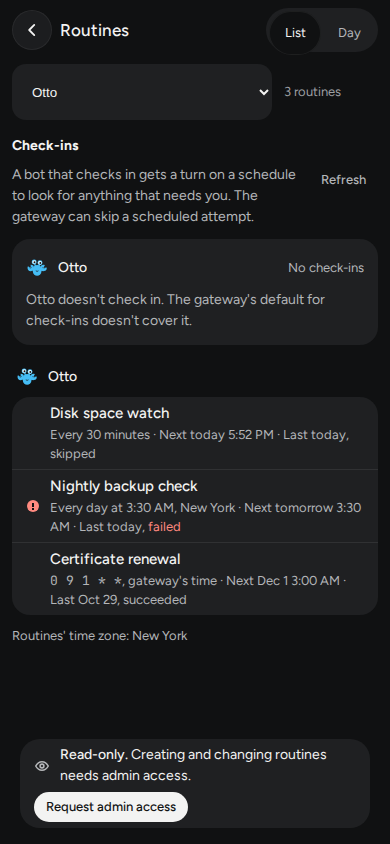 Routines
List
Day
Otto
3 routines
Check-ins
A bot that checks in gets a turn on a schedule
to look for anything that needs you. The
gateway can skip a scheduled attempt.
Refresh
Otto
No check-ins
Otto doesn't check in. The gateway's default for
check-ins doesn't cover it.
Otto
Disk space watch
Every 30 minutes · Next today 5:52 PM · Last today,
skipped
Nightly backup check
Every day at 3:30 AM, New York · Next tomorrow 3:30
AM · Last today, failed
Certificate renewal
0 9 1 * *, gateway's time · Next Dec 1 3:00 AM ·
Last Oct 29, succeeded
Routines' time zone: New York
Read-only. Creating and changing routines
needs admin access.
Request admin access